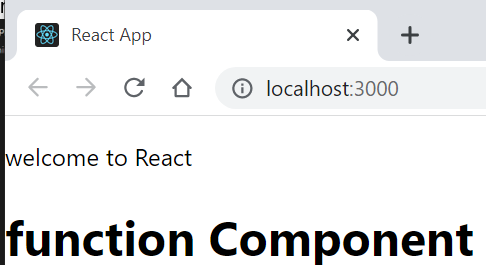 React App
localhost:3000
welcome to React
function Component